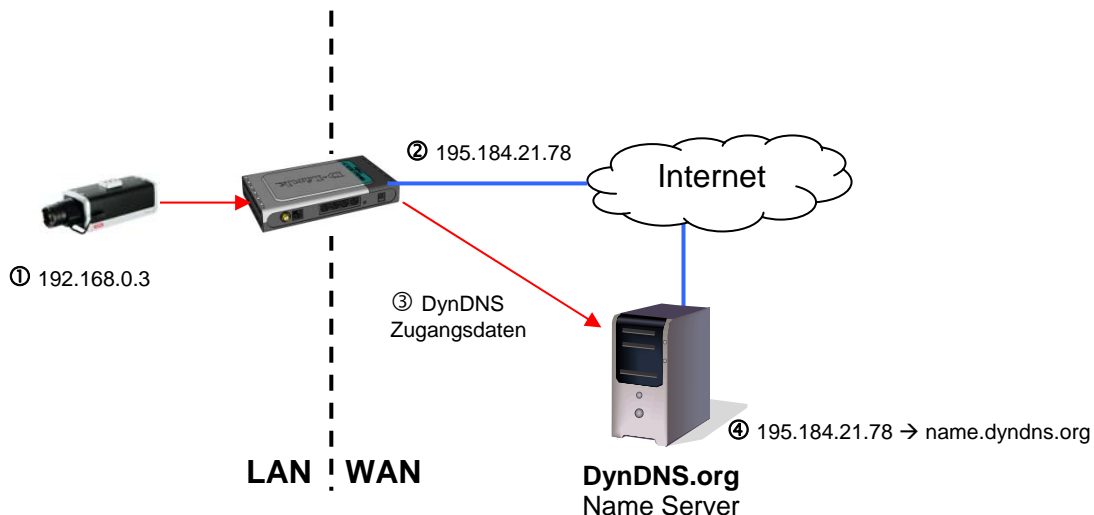 ② 195.184.21.78
Internet
D-Link
① 192.168.0.3
③ DynDNS
Zugangsdaten
④ 195.184.21.78 → name.dyndns.org
LAN
WAN
DynDNS.org
Name Server